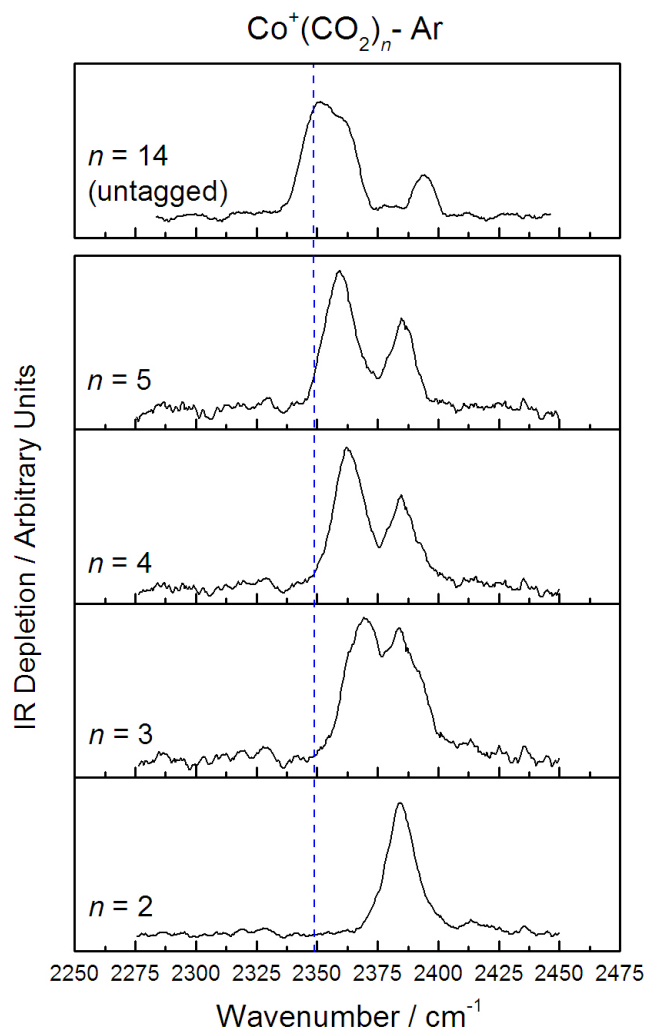 Co⁺(CO₂)ₙ- Ar
n = 14
(untagged)
n = 5
n = 4
n = 3
n = 2
IR Depletion / Arbitrary Units
2250 2275 2300 2325 2350 2375 2400 2425 2450 2475
Wavenumber / cm⁻¹